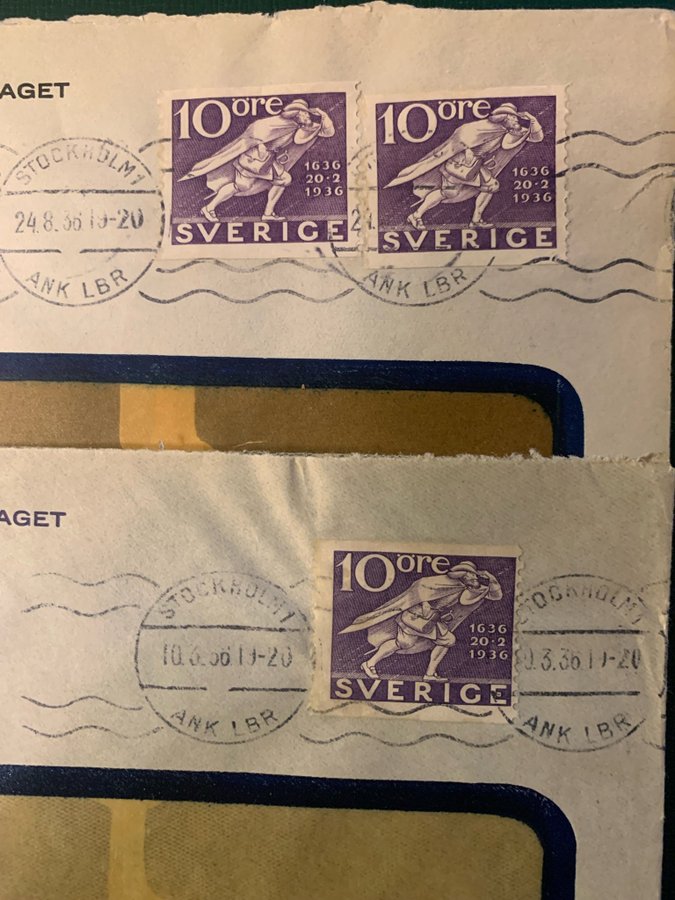 AGET
10 öre
1636
20·2
1936
SVERIGE
10 öre
1636
20·2
1936
SVERIGE
STOCKHOLM 1
24.8.36 19-20
ANK LBR
ANK LBR
AGET
10 öre
1636
20·2
1936
SVERIGE
STOCKHOLM 1
10.3.36 19-20
ANK LBR
STOCKHOLM 1
0.3.36 19-20
ANK LBR